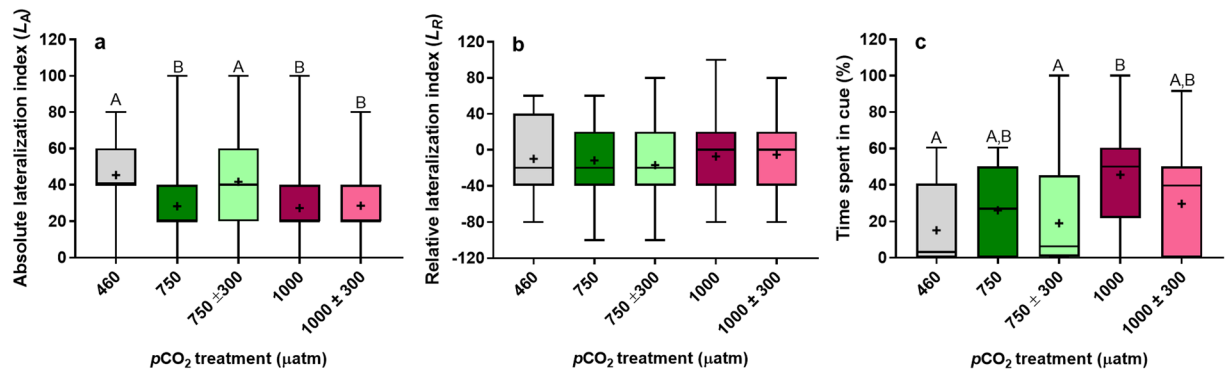 a
Absolute lateralization index (LA)
120
100
80
60
40
20
0
A
B
A
B
B
460
750
750 ±300
1000
1000 ± 300
pCO2 treatment (µatm)
b
Relative lateralization index (LR)
120
80
40
0
-40
-80
-120
460
750
750 ±300
1000
1000 ± 300
pCO2 treatment (µatm)
c
Time spent in cue (%)
120
100
80
60
40
20
0
A
A,B
A
B
A,B
460
750
750 ± 300
1000
1000 ± 300
pCO2 treatment (µatm)